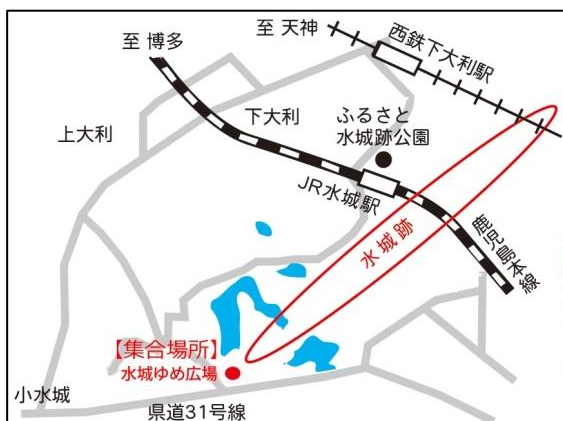 至 天神
西鉄下大利駅
至 博多
下大利
ふるさと
水城跡公園
上大利
JR水城駅
水城跡
鹿児島本線
【集合場所】
水城ゆめ広場
小水城
県道31号線